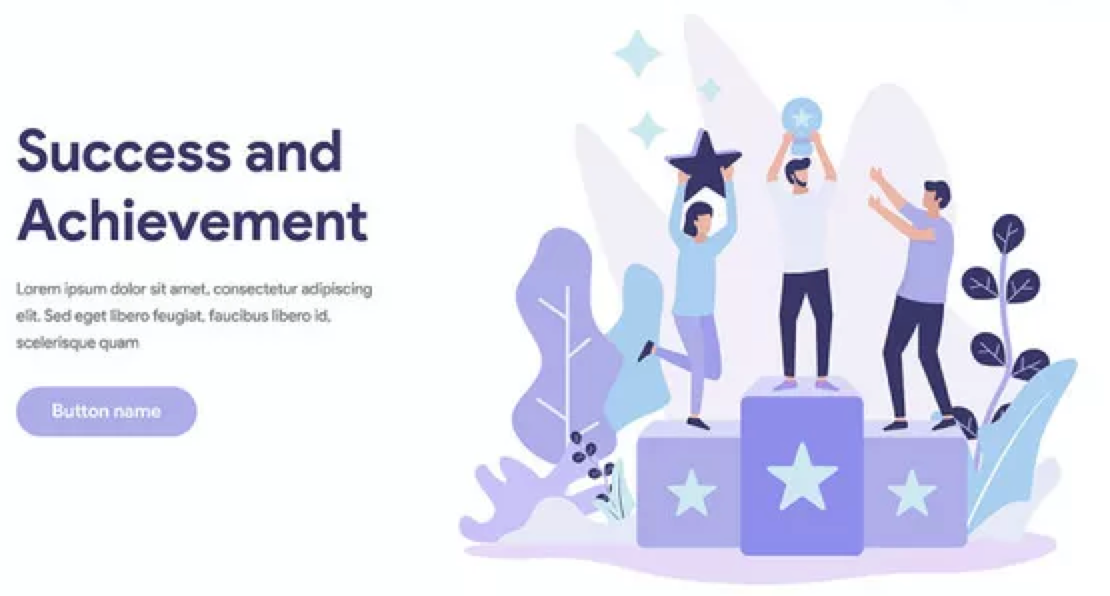 Success and
Achievement
Lorem ipsum dolor sit amet, consectetur adipiscing
elit. Sed eget libero feugiat, faucibus libero id,
scelerisque quam
Button name